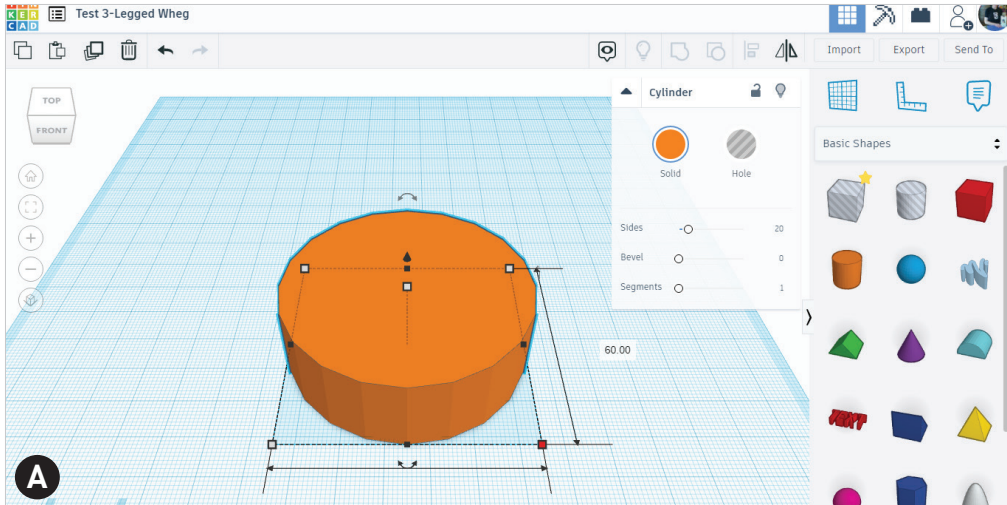 KER
CAD
Test 3-Legged Wheg
Import
Export
Send To
TOP
FRONT
Cylinder
Solid
Hole
Sides
20
Bevel
0
Segments
1
Basic Shapes
60.00
TEXT
A